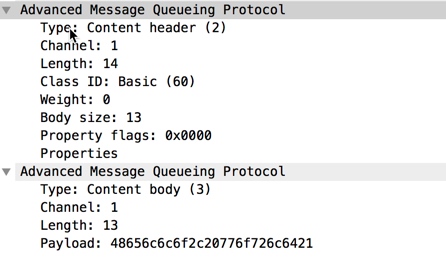 Advanced Message Queueing Protocol
Type: Content header (2)
Channel: 1
Length: 14
Class ID: Basic (60)
Weight: 0
Body size: 13
Property flags: 0x0000
Properties
Advanced Message Queueing Protocol
Type: Content body (3)
Channel: 1
Length: 13
Payload: 48656c6c6f2c20776f726c6421